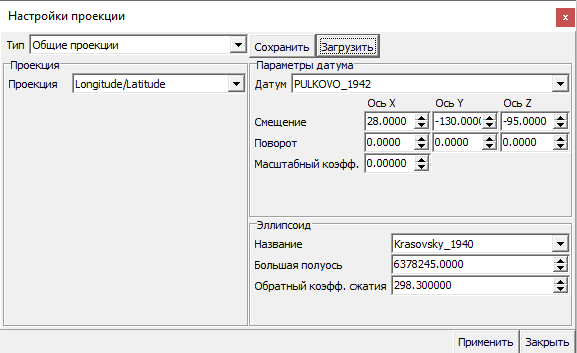 Настройки проекции
x
Тип Общие проекции Сохранить Загрузить
Проекция
Проекция Longitude/Latitude
Параметры датума
Датум PULKOVO_1942
Ось X Ось Y Ось Z
Смещение 28.0000 -130.000 -95.0000
Поворот 0.0000 0.0000 0.0000
Масштабный коэфф. 0.00000
Эллипсоид
Название Krasovsky_1940
Большая полуось 6378245.0000
Обратный коэфф. сжатия 298.300000
Применить Закрыть